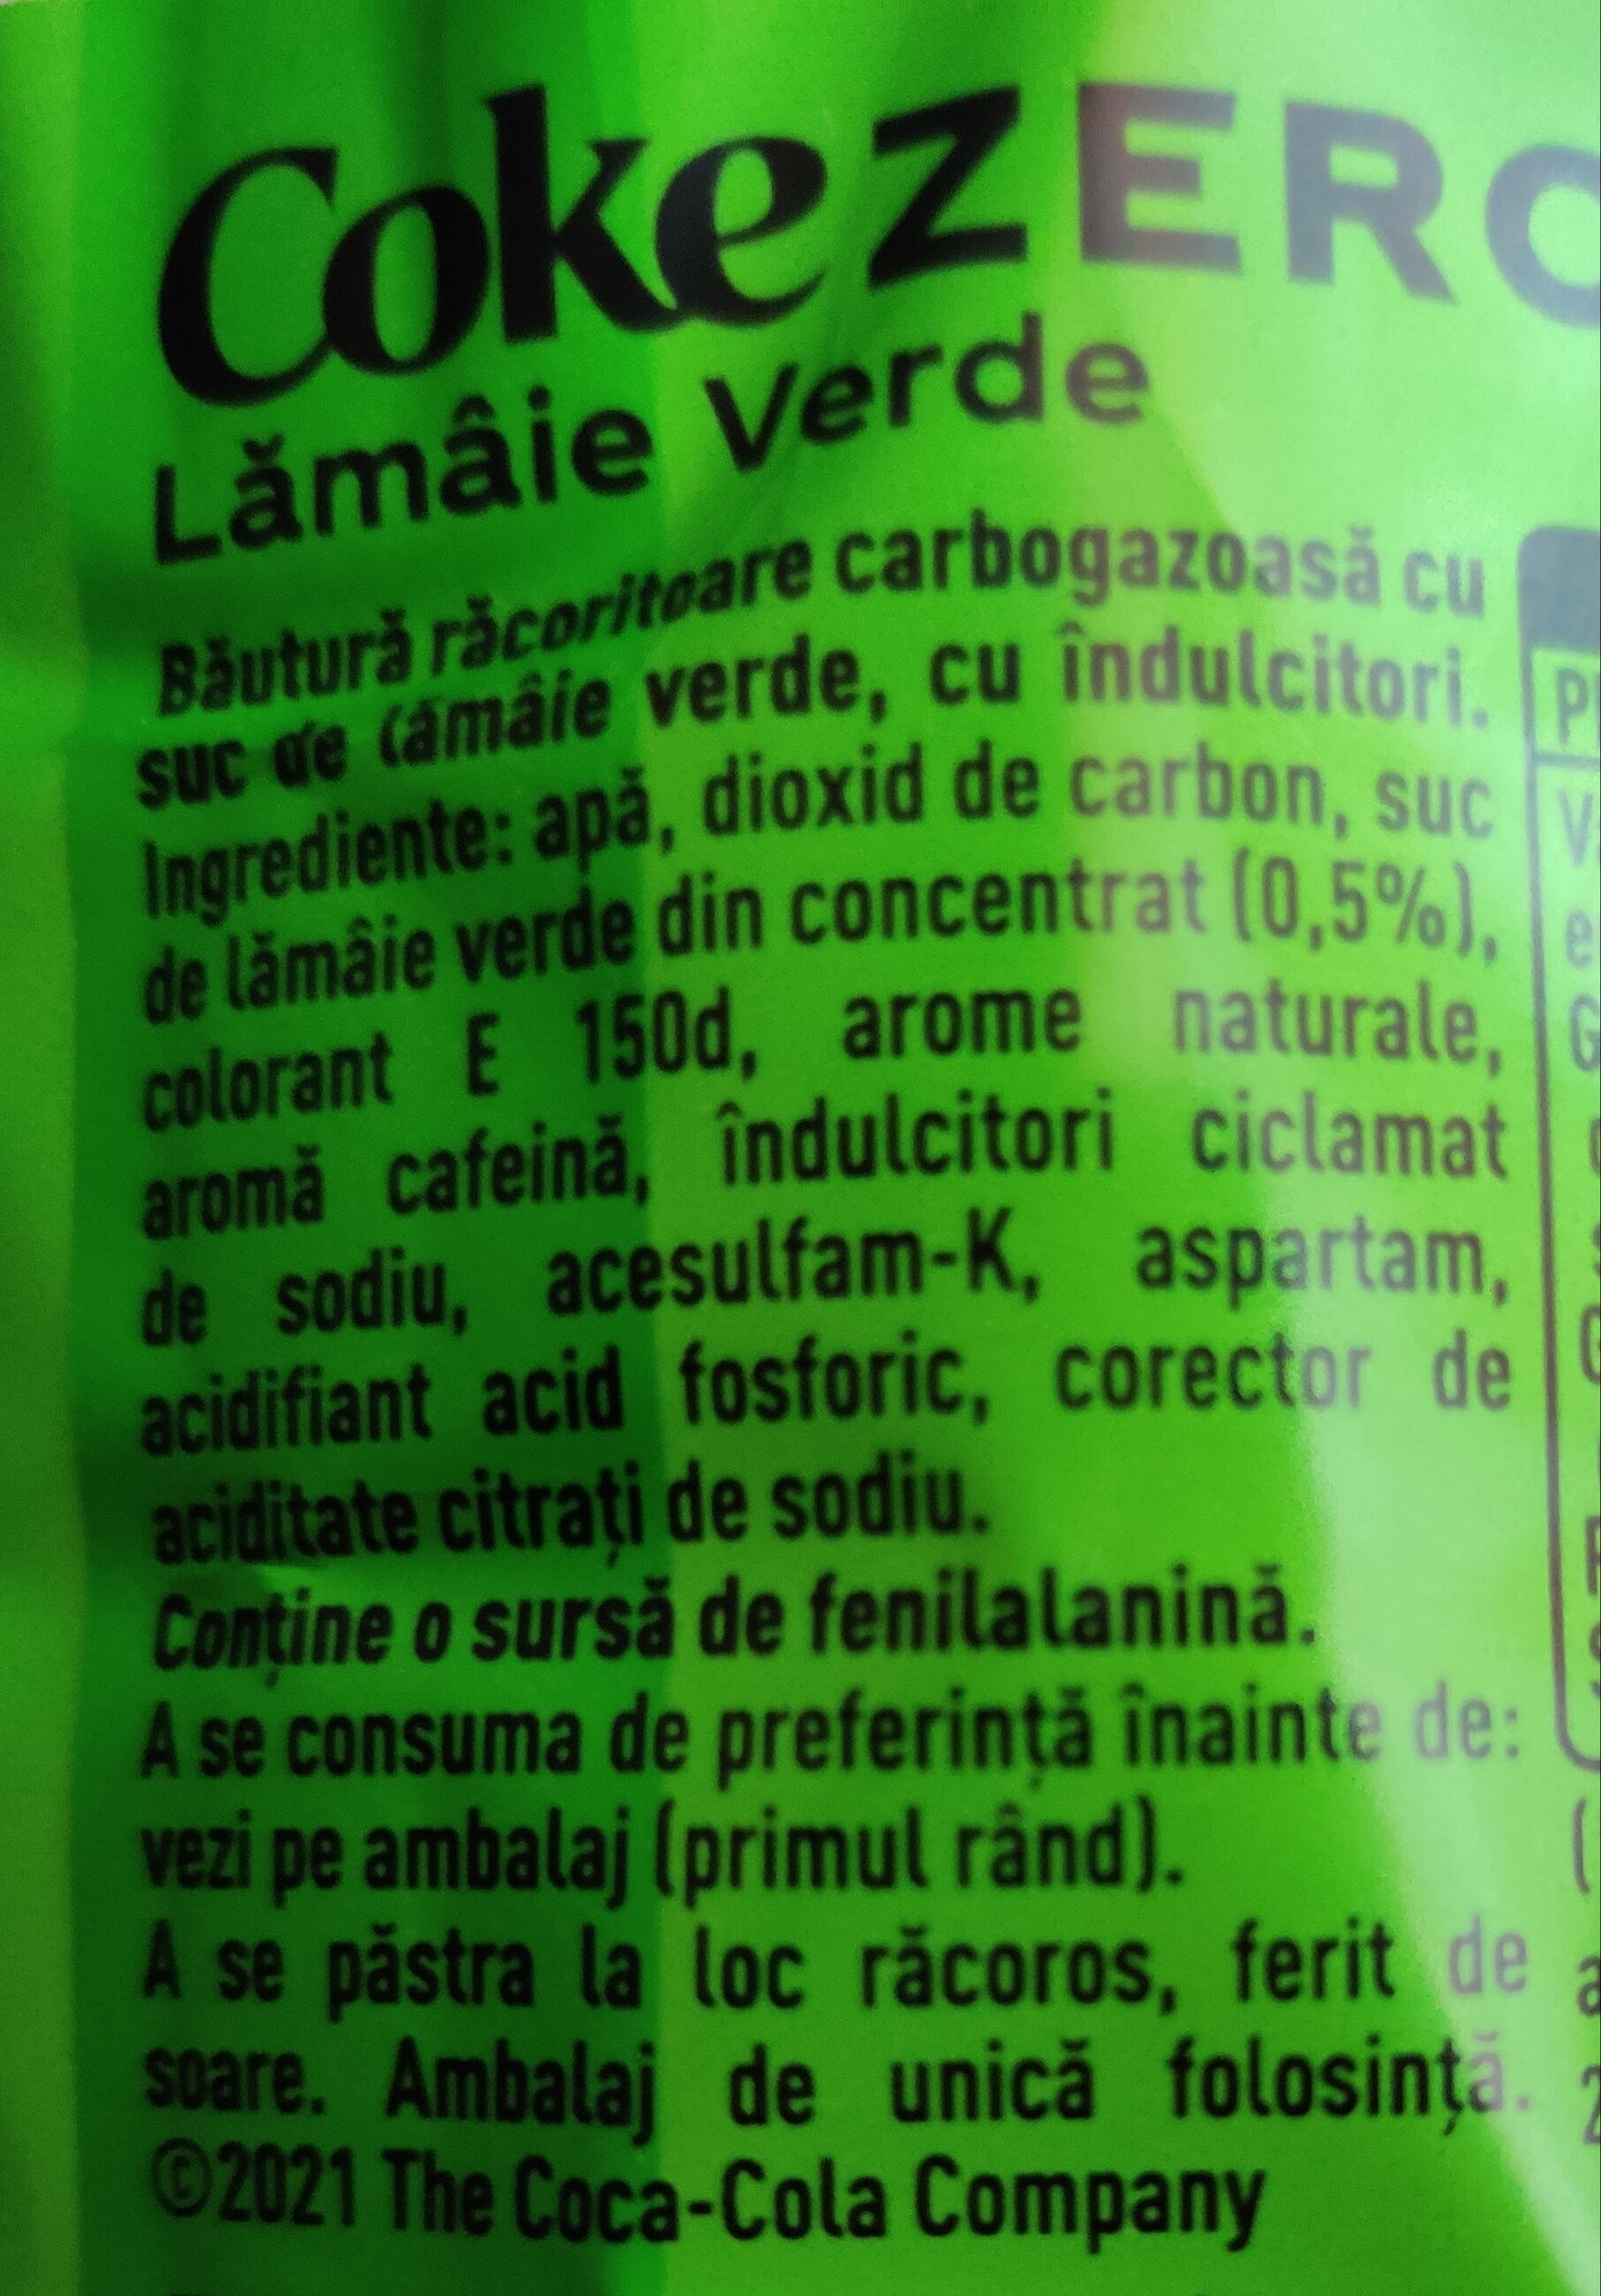 Coke ZERO
Lămâie Verde
Băutură răcoritoare carbogazoasă cu
suc de lămâie verde, cu îndulcitori.
Ingrediente: apă, dioxid de carbon, suc
de lămâie verde din concentrat (0,5%),
colorant E 150d, arome naturale,
aromă cafeină, îndulcitori ciclamat
de sodiu, acesulfam-K, aspartam,
acidifiant acid fosforic, corector de
aciditate citrați de sodiu.
Conține o sursă de fenilalanină.
A se consuma de preferință înainte de:
vezi pe ambalaj (primul rând).
A se păstra la loc răcoros, ferit de
soare. Ambalaj de unică folosință.
©2021 The Coca-Cola Company